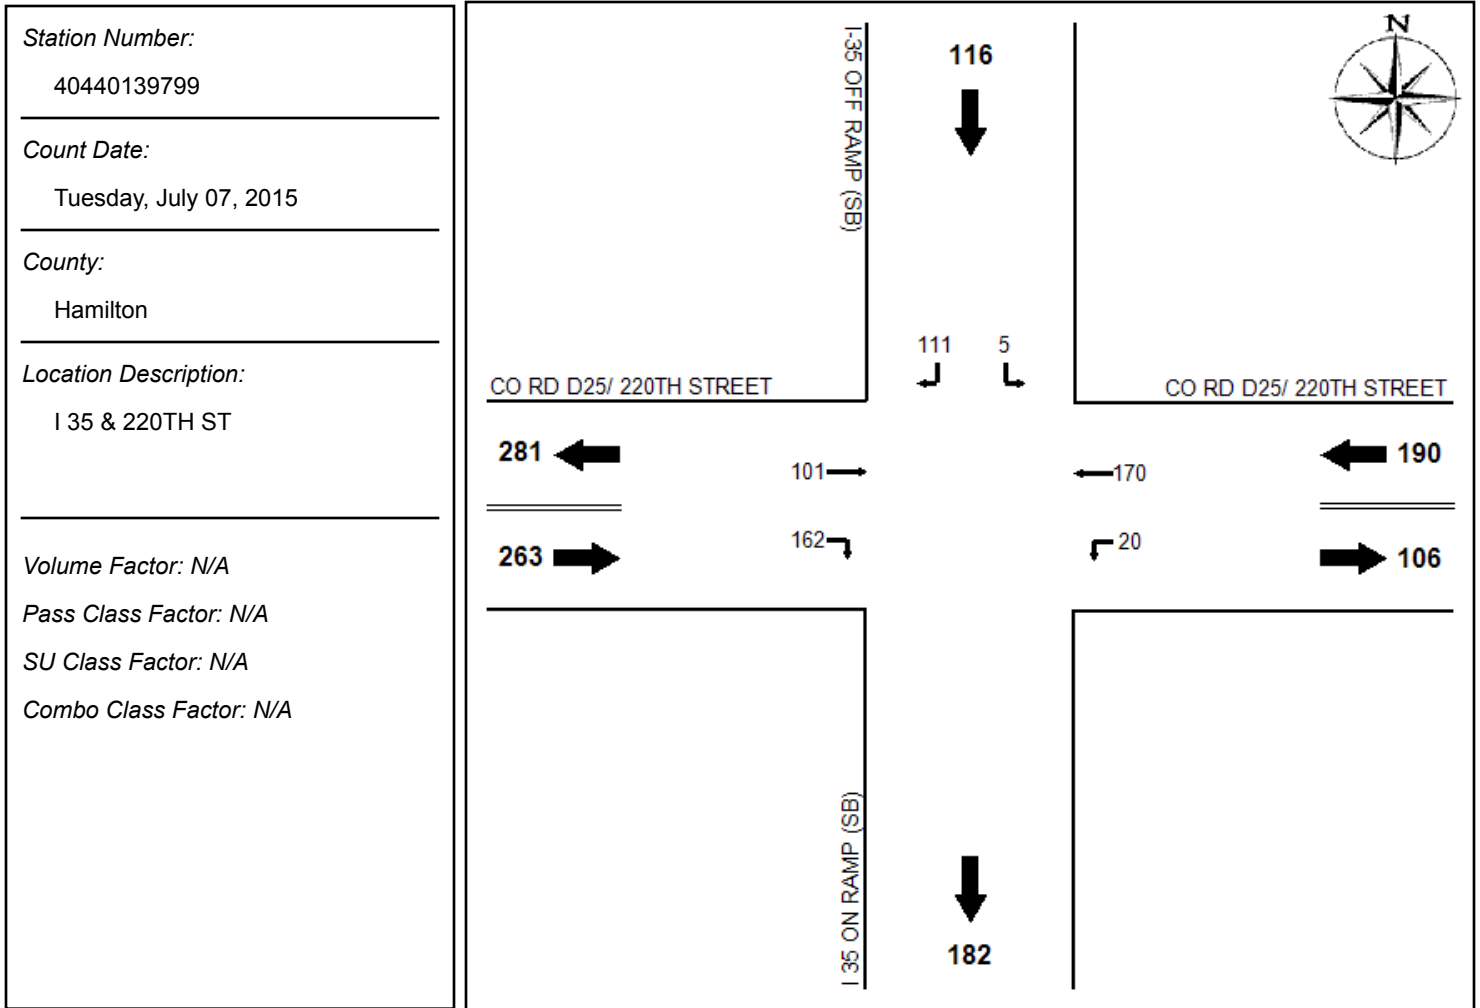 Station Number:
40440139799
Count Date:
Tuesday, July 07, 2015
County:
Hamilton
Location Description:
I 35 & 220TH ST
Volume Factor: N/A
Pass Class Factor: N/A
SU Class Factor: N/A
Combo Class Factor: N/A
N
I-35 OFF RAMP (SB)
116
111 5
CO RD D25/ 220TH STREET
CO RD D25/ 220TH STREET
281
101
170
190
263
162
20
106
I 35 ON RAMP (SB)
182